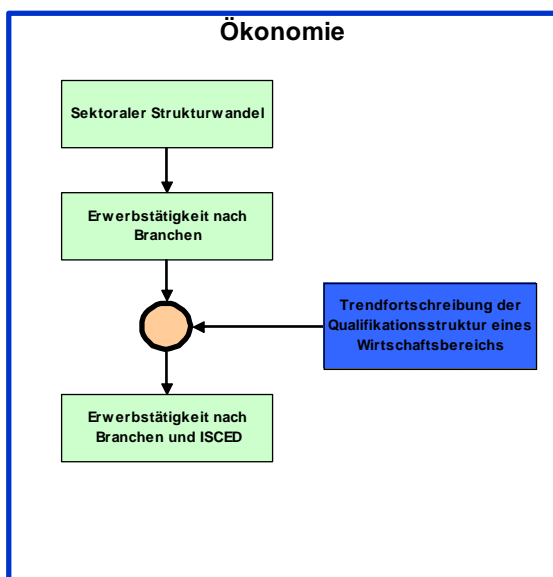 Ökonomie
Sektoraler Strukturwandel
Erwerbstätigkeit nach
Branchen
Trendfortschreibung der
Qualifikationsstruktur eines
Wirtschaftsbereichs
Erwerbstätigkeit nach
Branchen und ISCED